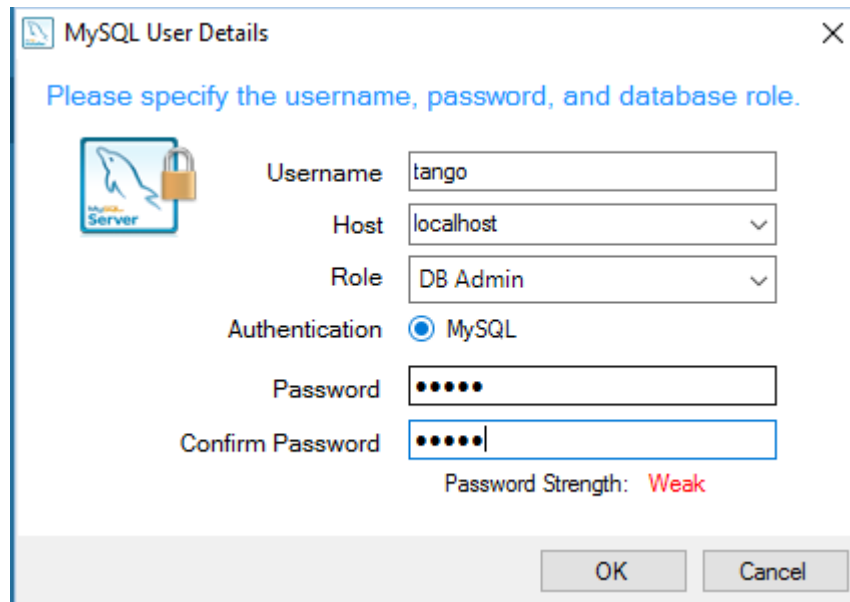 MySQL User Details
Please specify the username, password, and database role.
MySQL
Server
Username tango
Host localhost
Role DB Admin
Authentication MySQL
Password •••••
Confirm Password •••••
Password Strength: Weak
OK Cancel